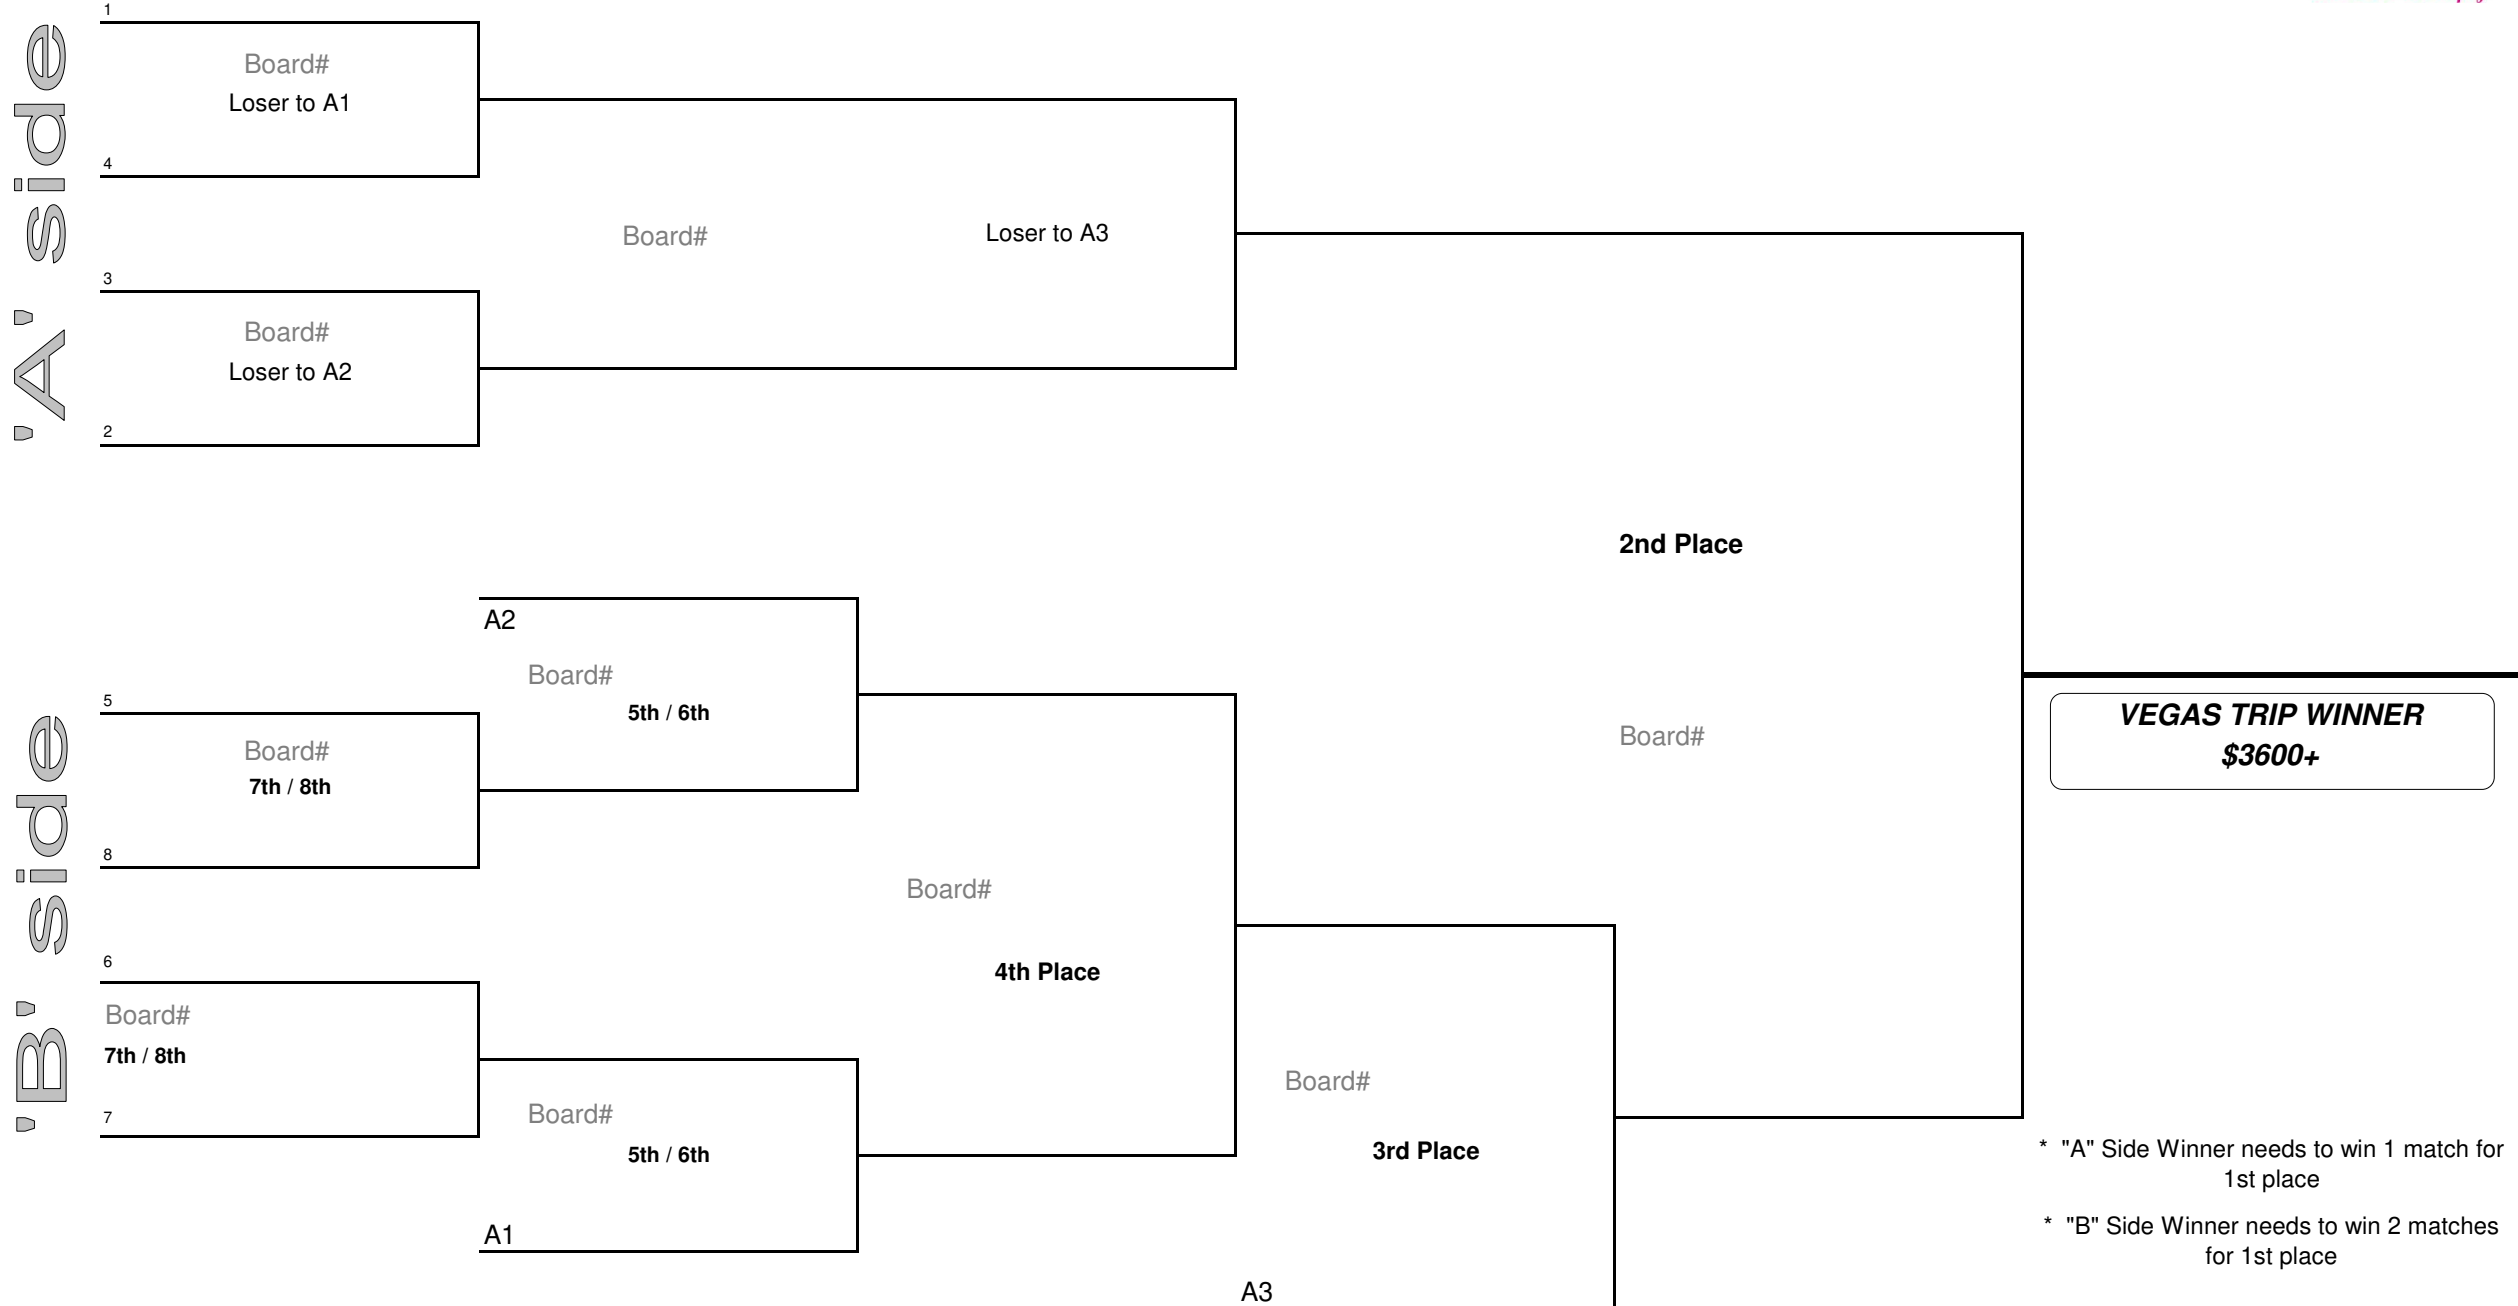 'A' side
1
Board#
Loser to A1
4
Board#
Loser to A3
3
Board#
Loser to A2
2
2nd Place
A2
Board#
5th / 6th
'B' side
5
Board#
7th / 8th
8
Board#
VEGAS TRIP WINNER
$3600+
Board#
4th Place
6
Board#
7th / 8th
7
Board#
5th / 6th
A1
Board#
3rd Place
A3
* "A" Side Winner needs to win 1 match for
1st place
* "B" Side Winner needs to win 2 matches
for 1st place